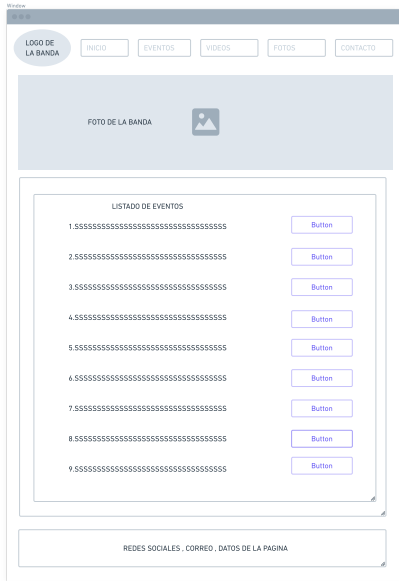 Window
LOGO DE
LA BANDA
INICIO
EVENTOS
VIDEOS
FOTOS
CONTACTO
FOTO DE LA BANDA
LISTADO DE EVENTOS
1.SSSSSSSSSSSSSSSSSSSSSSSSSSSSSSSSSS
Button
2.SSSSSSSSSSSSSSSSSSSSSSSSSSSSSSSSSS
Button
3.SSSSSSSSSSSSSSSSSSSSSSSSSSSSSSSSSS
Button
4.SSSSSSSSSSSSSSSSSSSSSSSSSSSSSSSSSS
Button
5.SSSSSSSSSSSSSSSSSSSSSSSSSSSSSSSSSS
Button
6.SSSSSSSSSSSSSSSSSSSSSSSSSSSSSSSSSS
Button
7.SSSSSSSSSSSSSSSSSSSSSSSSSSSSSSSSSS
Button
8.SSSSSSSSSSSSSSSSSSSSSSSSSSSSSSSSSS
Button
9.SSSSSSSSSSSSSSSSSSSSSSSSSSSSSSSSSS
Button
REDES SOCIALES , CORREO , DATOS DE LA PAGINA